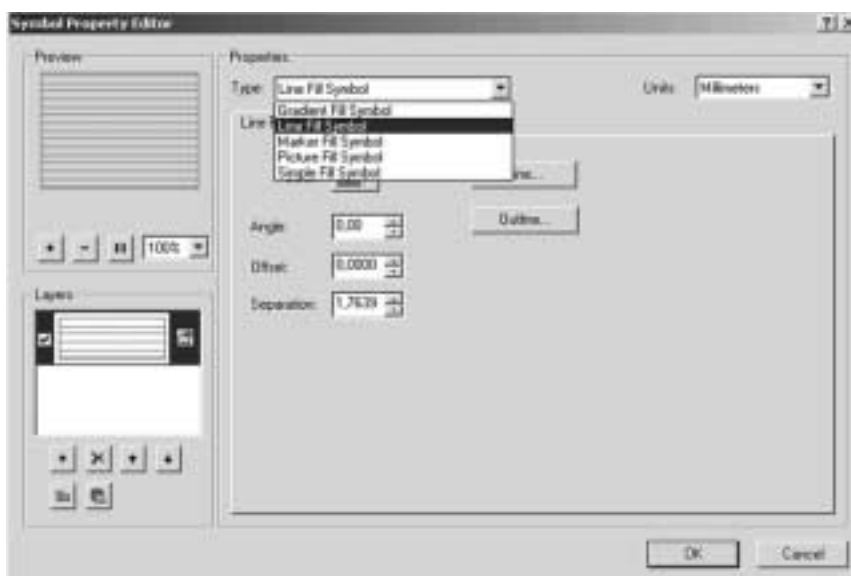 Symbol Property Editor
Preview
100%
Layers
Properties
Type: Line Fill Symbol
Units: Millimeters
Gradient Fill Symbol
Line Fill Symbol
Marker Fill Symbol
Picture Fill Symbol
Simple Fill Symbol
Line
Angle: 0,00
Outline...
Offset: 0,0000
Separation: 1,7639
OK
Cancel